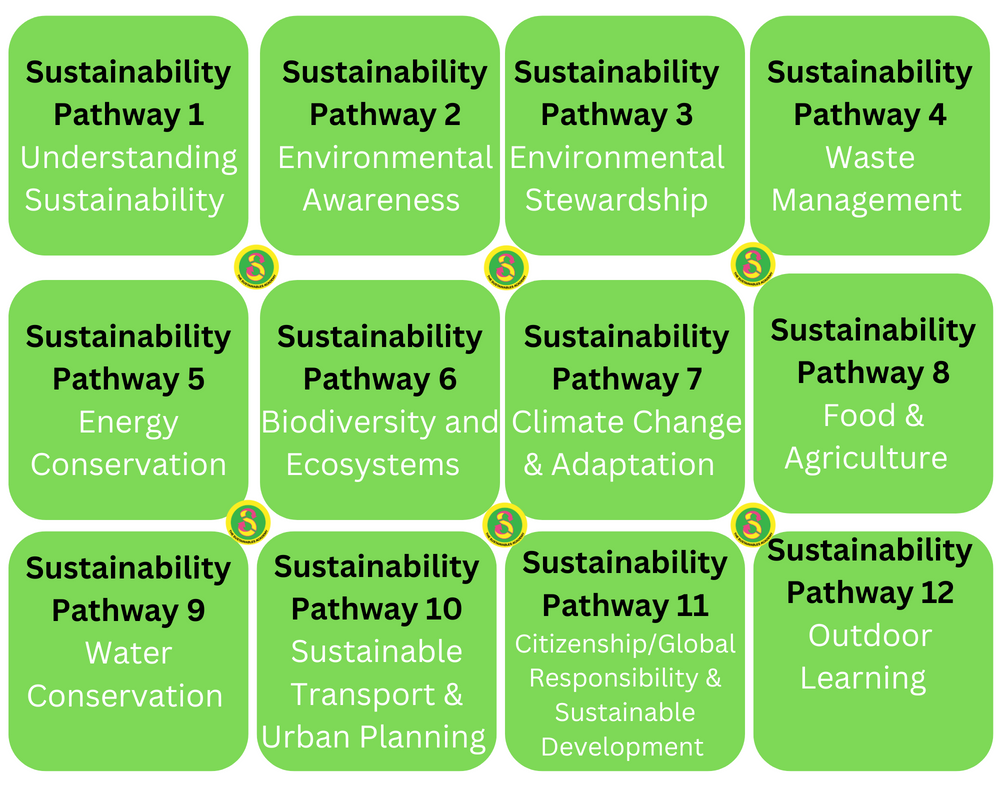 Sustainability
Pathway 1
Understanding
Sustainability
Sustainability
Pathway 2
Environmental
Awareness
Sustainability
Pathway 3
Environmental
Stewardship
Sustainability
Pathway 4
Waste
Management
Sustainability
Pathway 5
Energy
Conservation
Sustainability
Pathway 6
Biodiversity and
Ecosystems
Sustainability
Pathway 7
Climate Change
& Adaptation
Sustainability
Pathway 8
Food &
Agriculture
Sustainability
Pathway 9
Water
Conservation
Sustainability
Pathway 10
Sustainable
Transport &
Urban Planning
Sustainability
Pathway 11
Citizenship/Global
Responsibility &
Sustainable
Development
Sustainability
Pathway 12
Outdoor
Learning